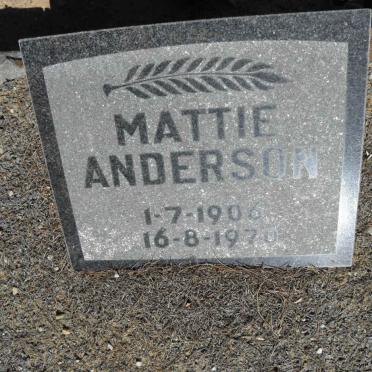 MATTIE
ANDERSON
1-7-1906
16-8-1970